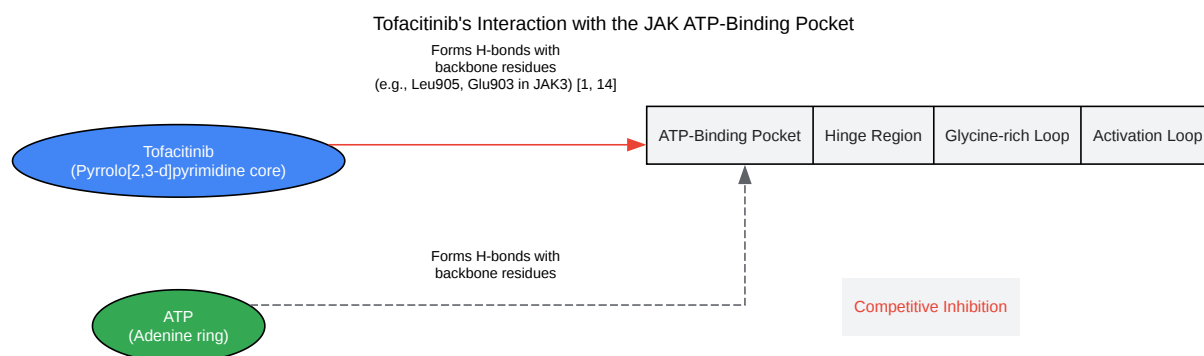 Tofacitinib's Interaction with the JAK ATP-Binding Pocket
Forms H-bonds with
backbone residues
(e.g., Leu905, Glu903 in JAK3) [1, 14]
Tofacitinib
(Pyrrolo[2,3-d]pyrimidine core)
ATP-Binding Pocket
Hinge Region
Glycine-rich Loop
Activation Loop
Forms H-bonds with
backbone residues
ATP
(Adenine ring)
Competitive Inhibition